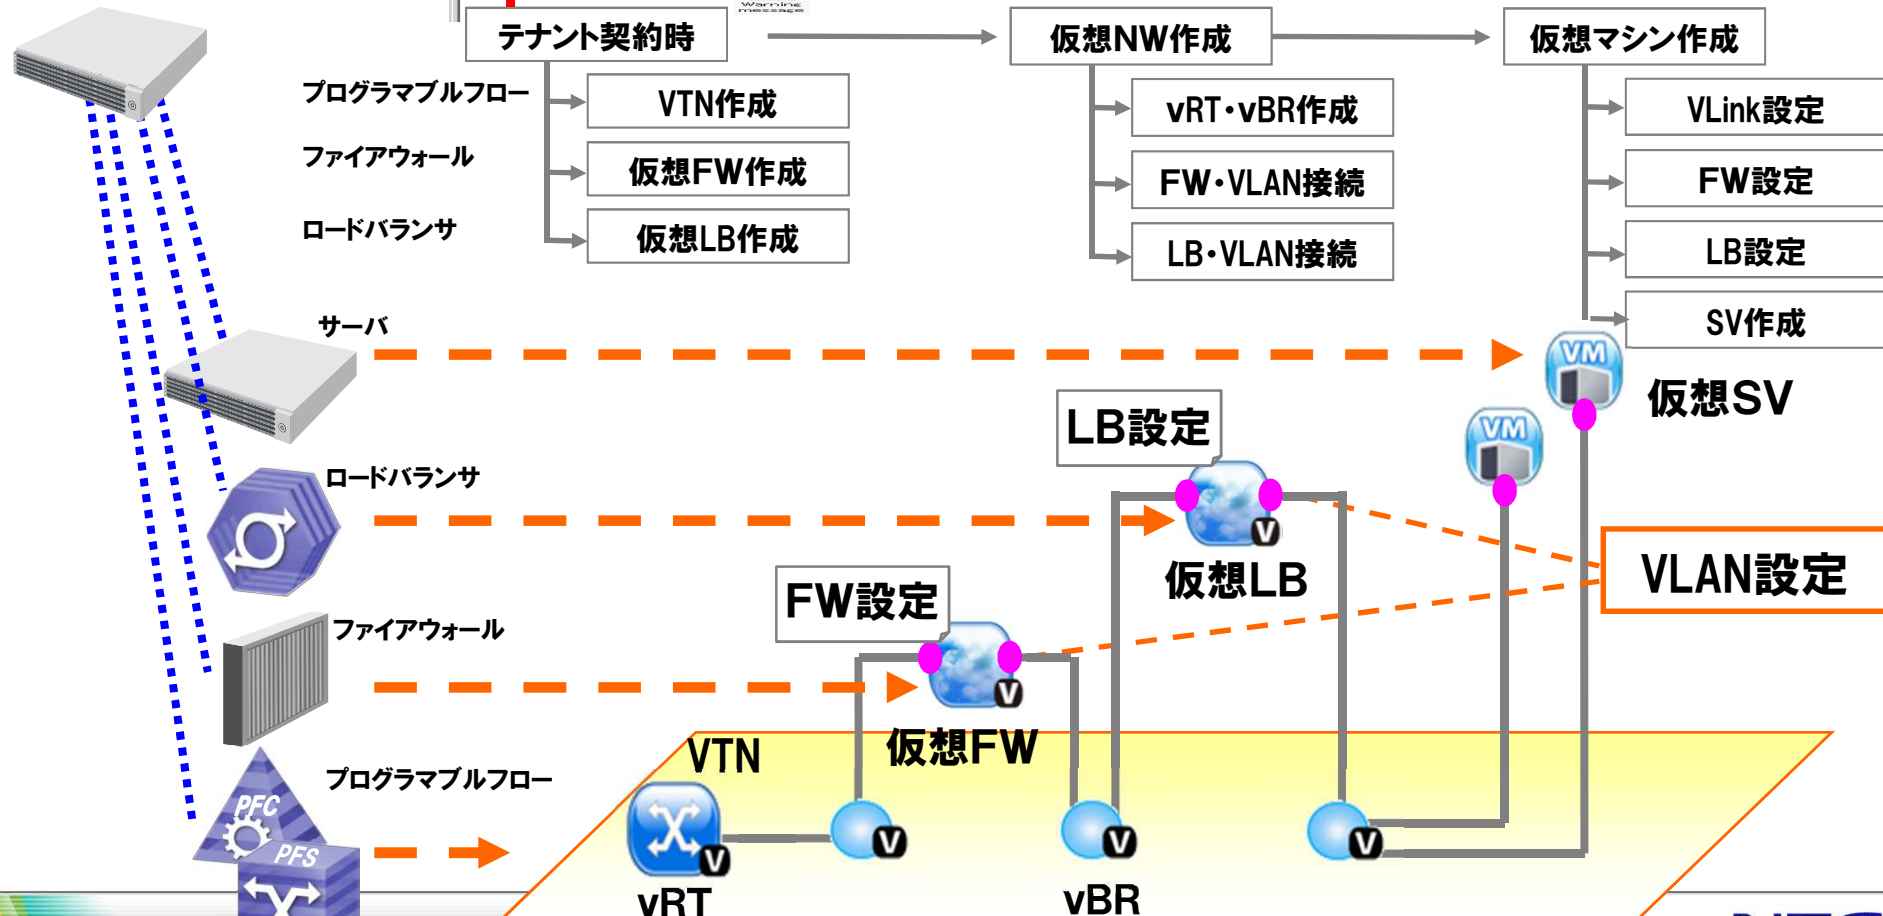 Warning
message
テナント契約時
仮想NW作成
仮想マシン作成
プログラマブルフロー
VTN作成
vRT・vBR作成
VLink設定
ファイアウォール
仮想FW作成
FW・VLAN接続
FW設定
ロードバランサ
仮想LB作成
LB・VLAN接続
LB設定
SV作成
サーバ
VM
仮想SV
LB設定
VM
ロードバランサ
V
仮想LB
VLAN設定
FW設定
ファイアウォール
V
仮想FW
VTN
プログラマブルフロー
PFC
PFS
V
V
V
V
vRT
vBR